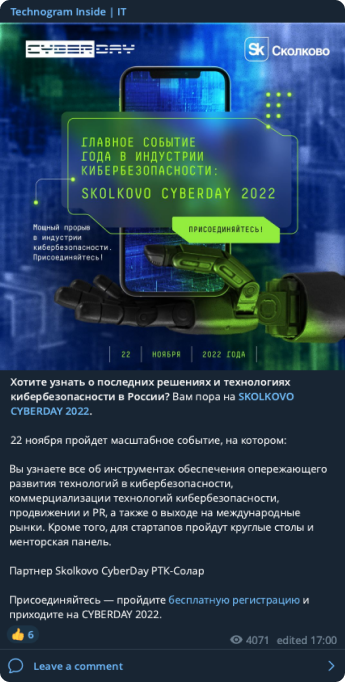 Technogram Inside | IT
CYBERDAY
Sk Сколково
ГЛАВНОЕ СОБЫТИЕ
ГОДА В ИНДУСТРИИ
КИБЕРБЕЗОПАСНОСТИ:
SKOLKOVO CYBERDAY 2022
ПРИСОЕДИНЯЙТЕСЬ!
Мощный прорыв
в индустрии
кибербезопасности.
Присоединяйтесь!
22 НОЯБРЯ 2022 ГОДА
Хотите узнать о последних решениях и технологиях
кибербезопасности в России? Вам пора на SKOLKOVO
CYBERDAY 2022.
22 ноября пройдет масштабное событие, на котором:
Вы узнаете все об инструментах обеспечения опережающего
развития технологий в кибербезопасности,
коммерциализации технологий кибербезопасности,
продвижении и PR, а также о выходе на международные
рынки. Кроме того, для стартапов пройдут круглые столы и
менторская панель.
Партнер Skolkovo CyberDay РТК-Солар
Присоединяйтесь — пройдите бесплатную регистрацию и
приходите на CYBERDAY 2022.
👍 6
4071 edited 17:00
Leave a comment